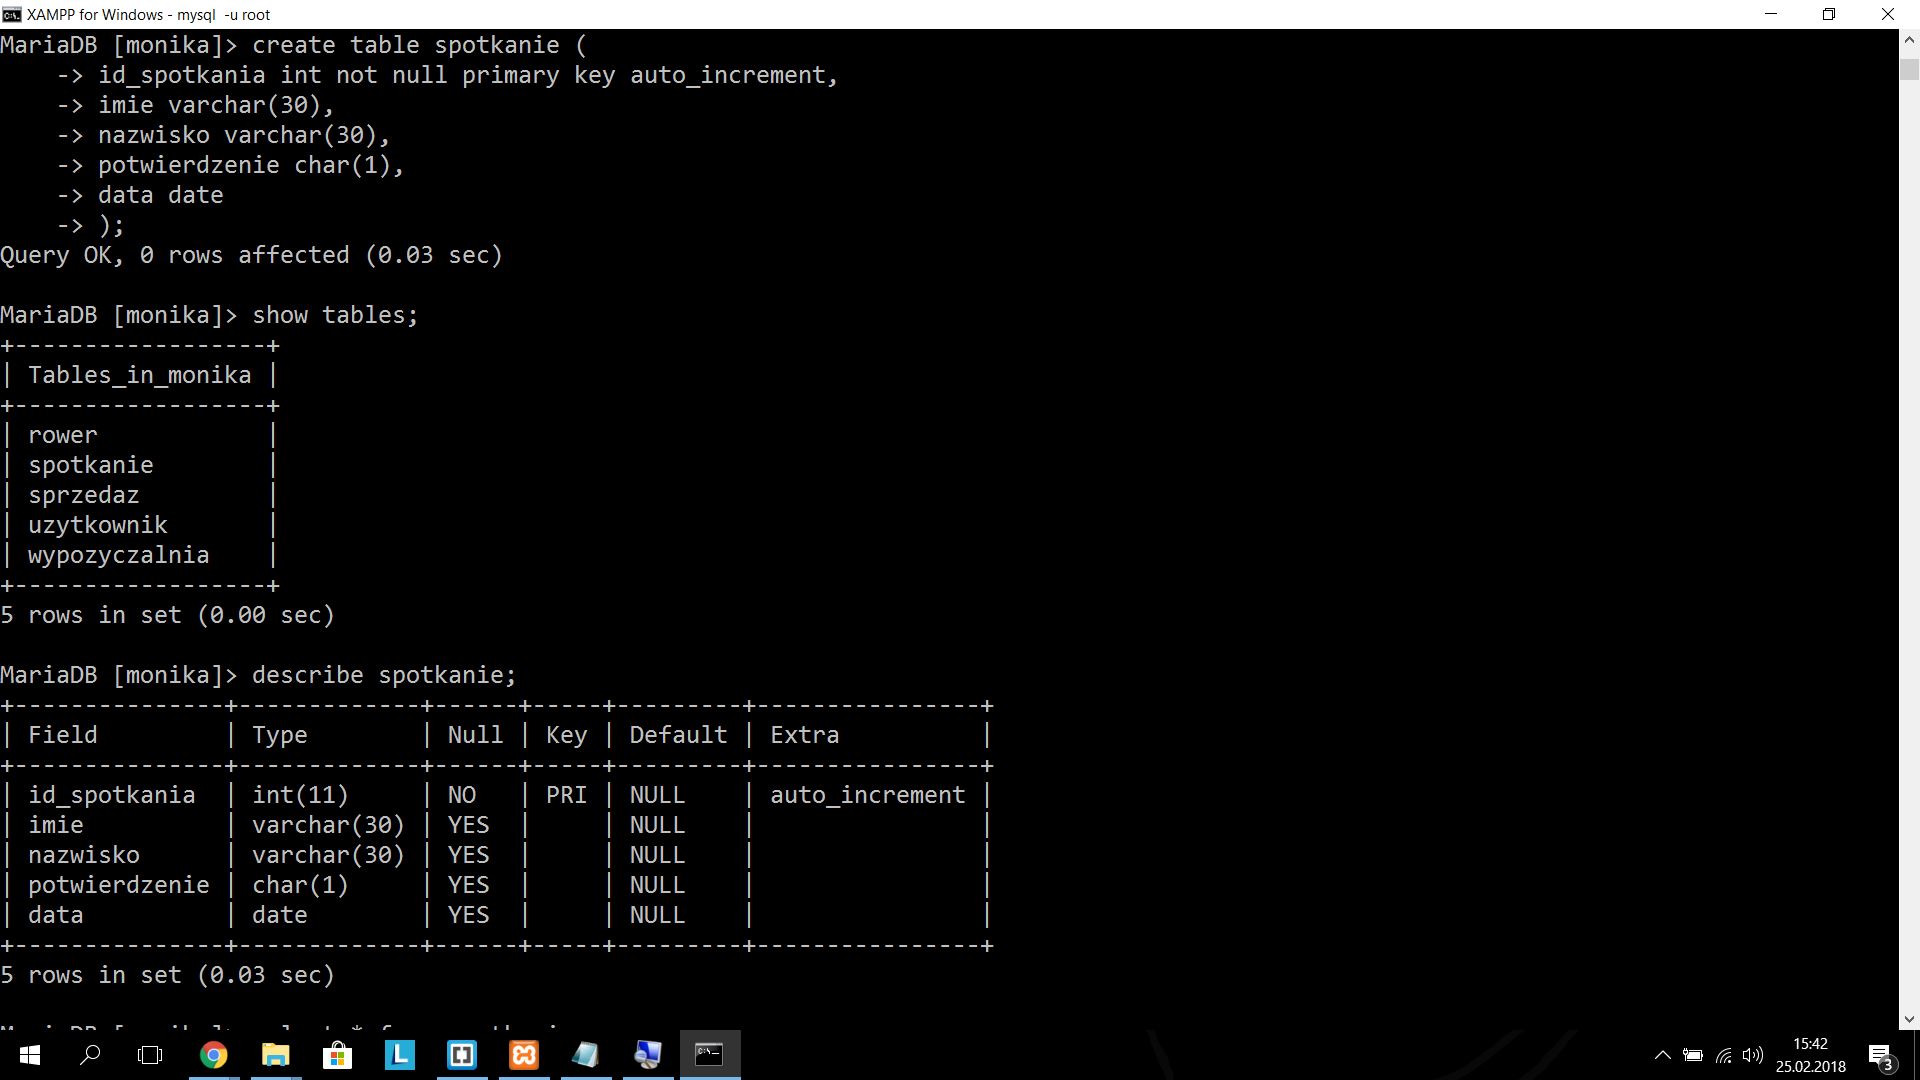 XAMPP for Windows - mysql  -u root
MariaDB [monika]> create table spotkanie (
    -> id_spotkania int not null primary key auto_increment,
    -> imie varchar(30),
    -> nazwisko varchar(30),
    -> potwierdzenie char(1),
    -> data date
    -> );
Query OK, 0 rows affected (0.03 sec)
MariaDB [monika]> show tables;
+------------------+
| Tables_in_monika |
+------------------+
| rower            |
| spotkanie        |
| sprzedaz         |
| uzytkownik       |
| wypozyczalnia    |
+------------------+
5 rows in set (0.00 sec)
MariaDB [monika]> describe spotkanie;
+---------------+-------------+------+-----+---------+----------------+
| Field         | Type        | Null | Key | Default | Extra          |
+---------------+-------------+------+-----+---------+----------------+
| id_spotkania  | int(11)     | NO   | PRI | NULL    | auto_increment |
| imie          | varchar(30) | YES  |     | NULL    |                |
| nazwisko      | varchar(30) | YES  |     | NULL    |                |
| potwierdzenie | char(1)     | YES  |     | NULL    |                |
| data          | date        | YES  |     | NULL    |                |
+---------------+-------------+------+-----+---------+----------------+
5 rows in set (0.03 sec)
15:42
25.02.2018
3